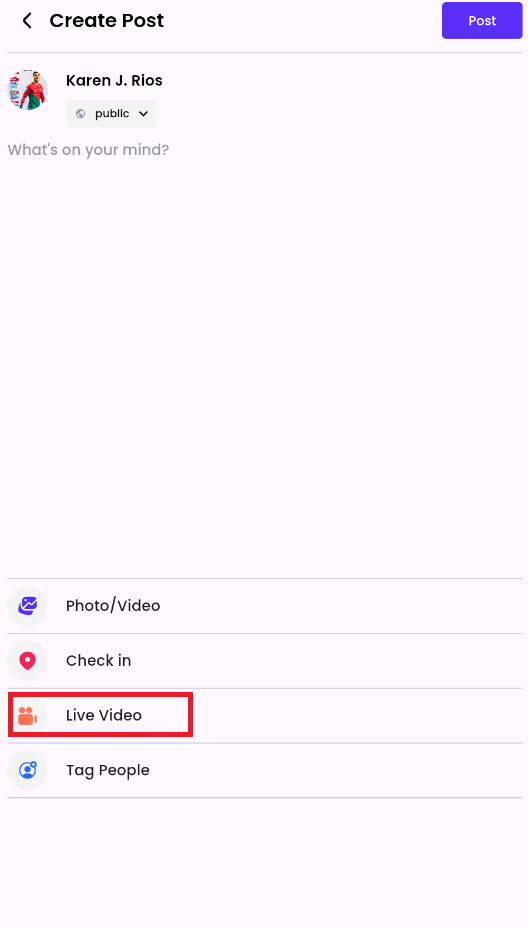 Create Post
Post
Karen J. Rios
public
What's on your mind?
Photo/Video
Check in
Live Video
Tag People